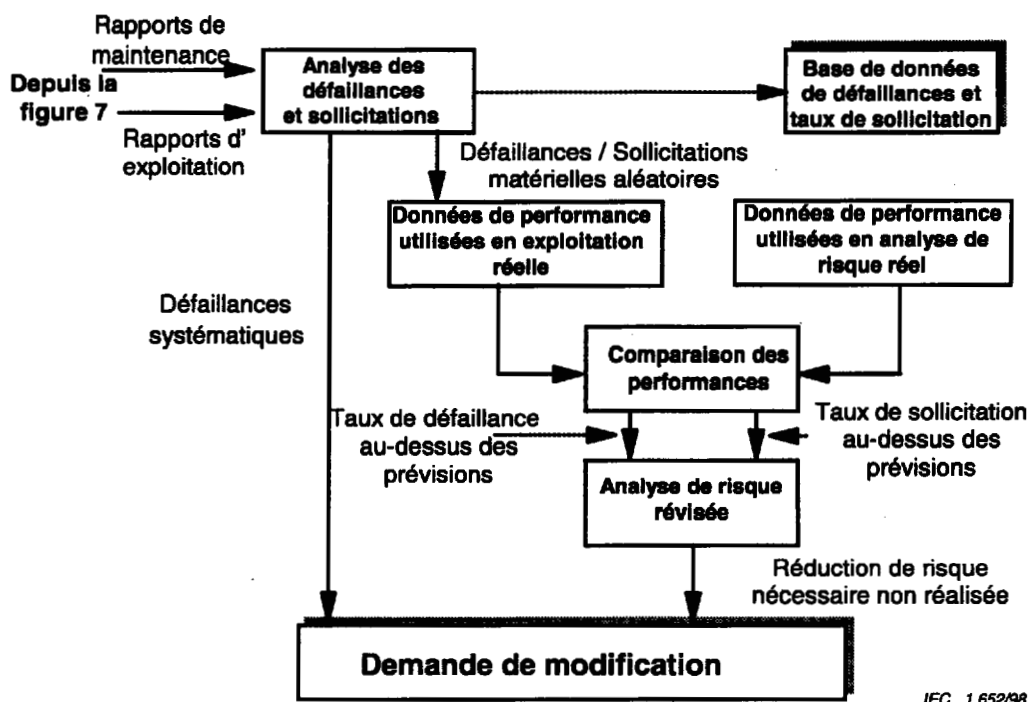 Rapports de
maintenance
Depuis la
figure 7
Rapports d'
exploitation
Analyse des
défaillances
et sollicitations
Base de données
de défaillances et
taux de sollicitation
Défaillances / Sollicitations
matérielles aléatoires
Données de performance
utilisées en exploitation
réelle
Données de performance
utilisées en analyse de
risque réel
Défaillances
systématiques
Comparaison des
performances
Taux de défaillance
au-dessus des
prévisions
Taux de sollicitation
au-dessus des
prévisions
Analyse de risque
révisée
Réduction de risque
nécessaire non réalisée
Demande de modification
IEC 1 652/98